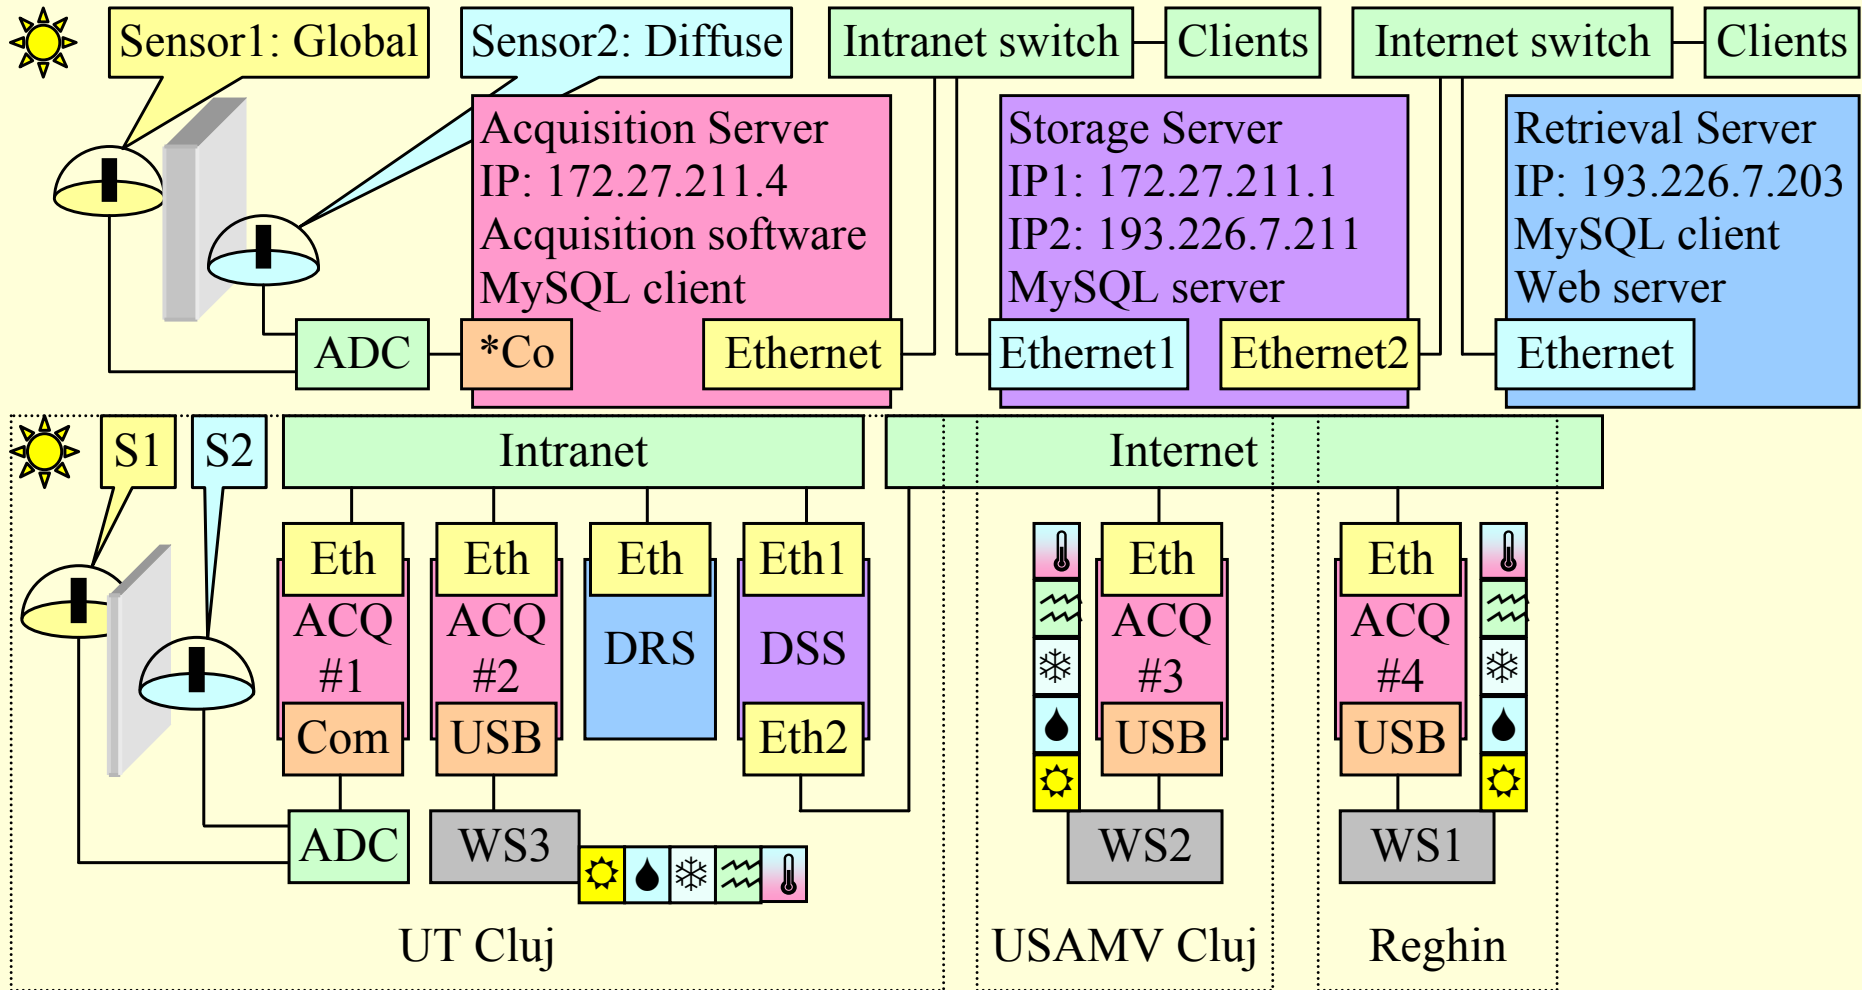 Sensor1: Global
Sensor2: Diffuse
Intranet switch
Clients
Internet switch
Clients
Acquisition Server
IP: 172.27.211.4
Acquisition software
MySQL client
Storage Server
IP1: 172.27.211.1
IP2: 193.226.7.211
MySQL server
Retrieval Server
IP: 193.226.7.203
MySQL client
Web server
ADC
*Co
Ethernet
Ethernet1
Ethernet2
Ethernet
S1
S2
Intranet
Internet
Eth
Eth
Eth
Eth1
Eth
Eth
ACQ
#1
ACQ
#2
DRS
DSS
ACQ
#3
ACQ
#4
Com
USB
Eth2
USB
USB
ADC
WS3
WS2
WS1
UT Cluj
USAMV Cluj
Reghin